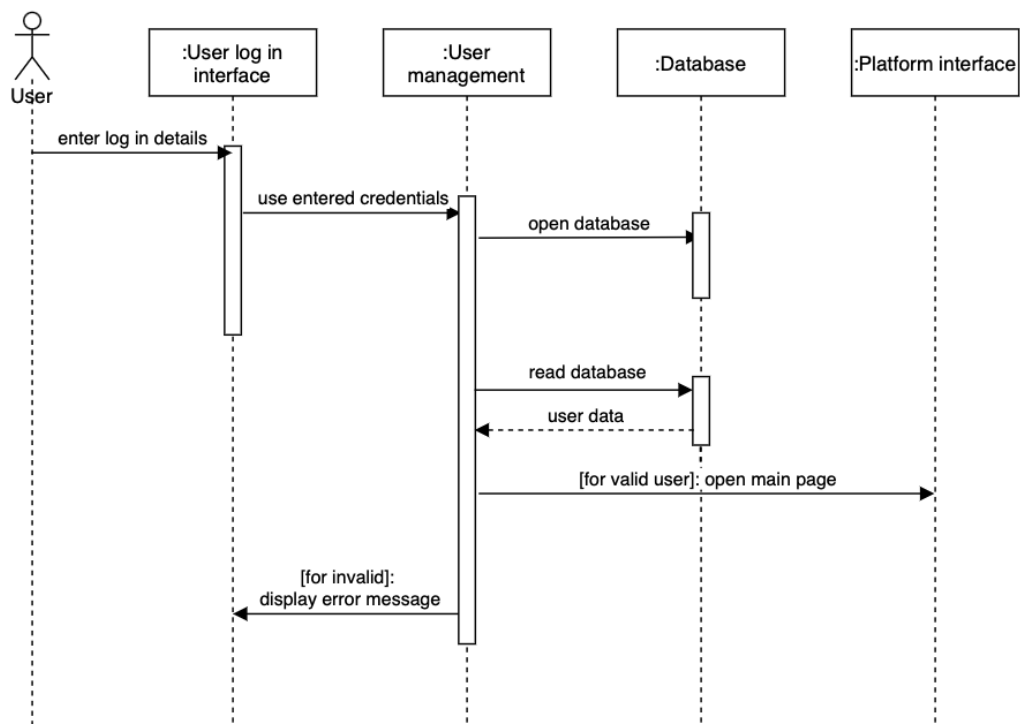 User
:User log in
interface
:User
management
:Database
:Platform interface
enter log in details
use entered credentials
open database
read database
user data
[for valid user]: open main page
[for invalid]:
display error message